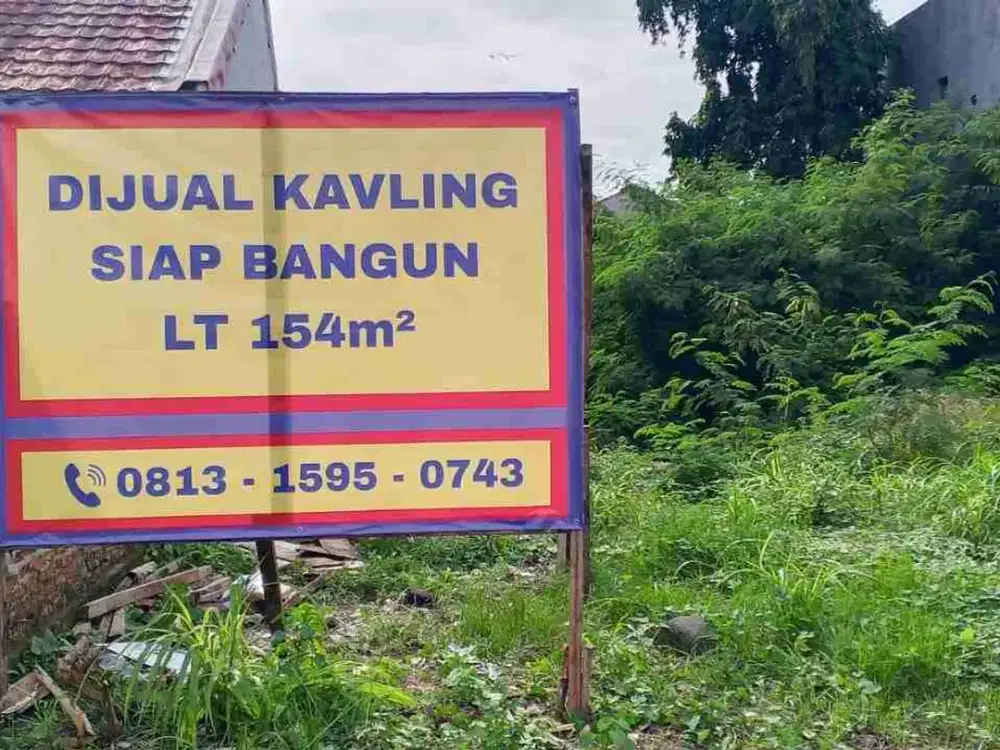 DIJUAL KAVLING
SIAP BANGUN
LT 154m²
0813 - 1595 - 0743